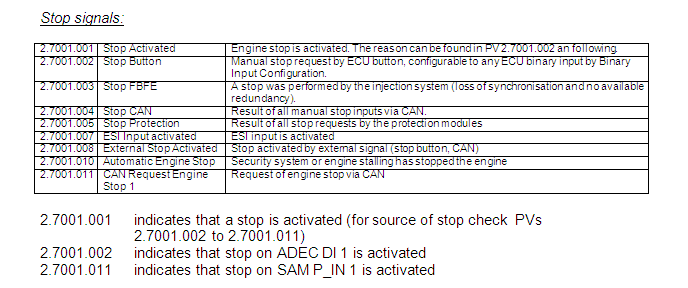 Stop signals:
2.7001.001 Stop Activated Engine stop is activated. The reason can be found in PV 2.7001.002 an following.
2.7001.002 Stop Button Manual stop request by ECU button, configurable to any ECU binary input by Binary
Input Configuration.
2.7001.003 Stop FBFE A stop was performed by the injection system (loss of synchronisation and no available
redundancy).
2.7001.004 Stop CAN Result of all manual stop inputs via CAN.
2.7001.005 Stop Protection Result of all stop requests by the protection modules
2.7001.007 ESI Input activated ESI input is activated
2.7001.008 External Stop Activated Stop activated by external signal (stop button, CAN)
2.7001.010 Automatic Engine Stop Security system or engine stalling has stopped the engine
2.7001.011 CAN Request Engine Request of engine stop via CAN
Stop 1
2.7001.001 indicates that a stop is activated (for source of stop check PVs
2.7001.002 to 2.7001.011)
2.7001.002 indicates that stop on ADEC DI 1 is activated
2.7001.011 indicates that stop on SAM P_IN 1 is activated